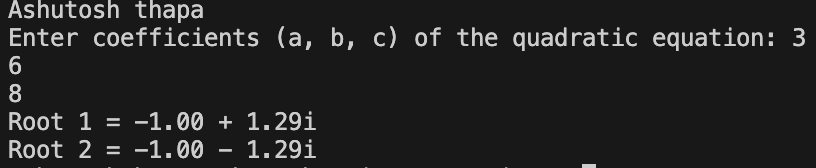 Ashutosh thapa
Enter coefficients (a, b, c) of the quadratic equation: 3
6
8
Root 1 = -1.00 + 1.29i
Root 2 = -1.00 - 1.29i